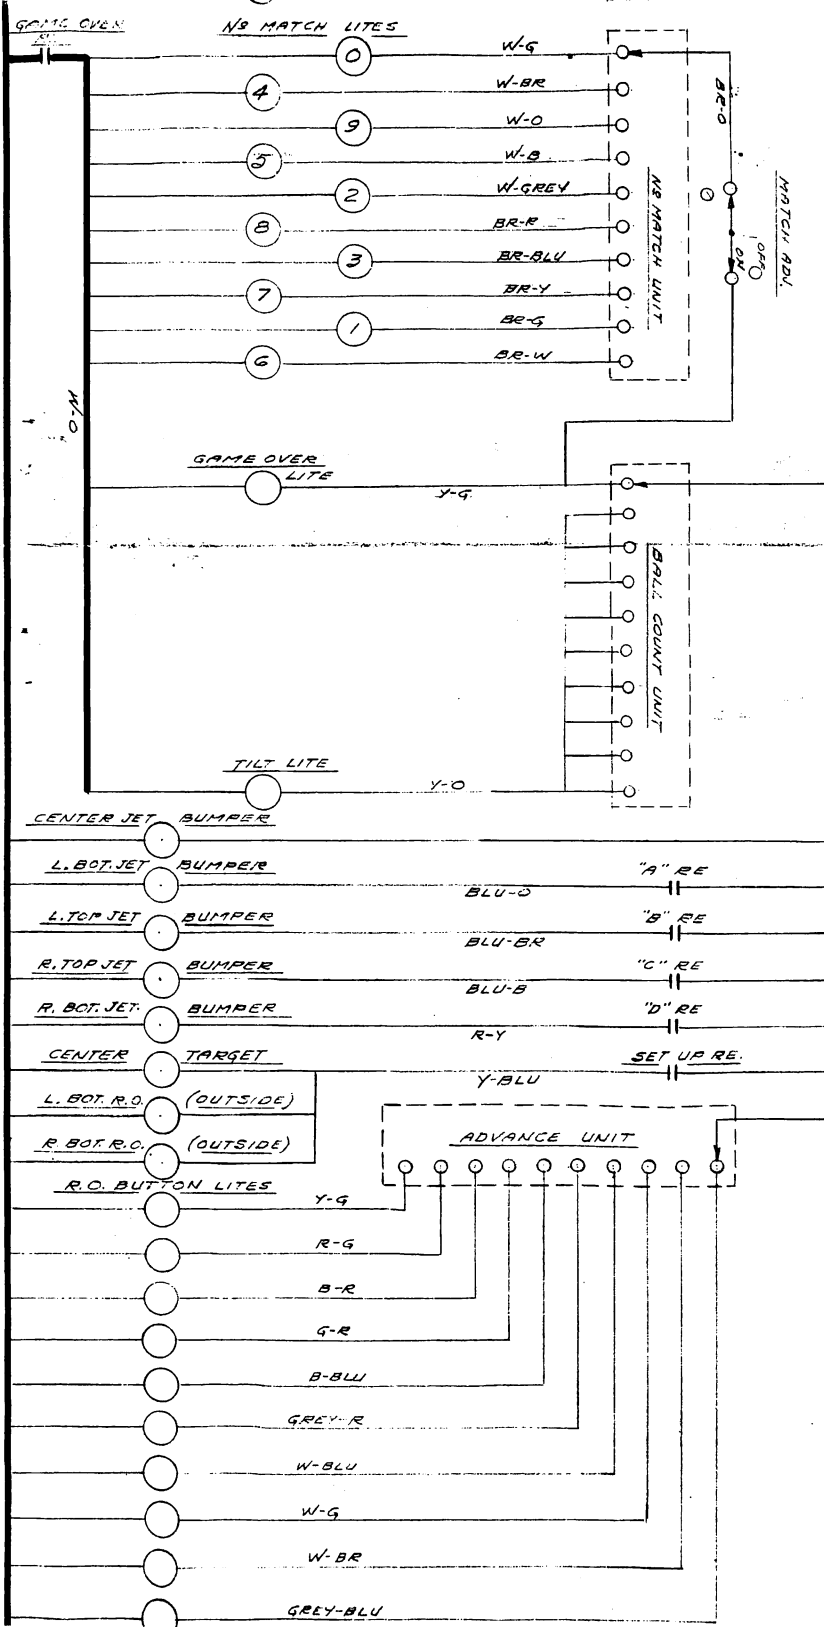 GAME OVER
Nº MATCH LITES
0
W-G
4
W-BR
9
W-O
5
W-B
2
W-GREY
8
BR-R
3
BR-BLU
7
BR-Y
1
BR-G
6
BR-W
Nº MATCH UNIT
BR-O
MATCH ADJ.
OFF
ON
W-O
GAME OVER
LITE
Y-G
BALL COUNT UNIT
TILT LITE
Y-O
CENTER JET BUMPER
L. BOT. JET BUMPER
BLU-O
"A" RE
L. TOP JET BUMPER
BLU-BR
"B" RE
R. TOP JET BUMPER
BLU-B
"C" RE
R. BOT. JET. BUMPER
R-Y
"D" RE
CENTER TARGET
Y-BLU
SET UP RE.
L. BOT. R.O. (OUTSIDE)
R. BOT. R.O. (OUTSIDE)
ADVANCE UNIT
R.O. BUTTON LITES
Y-G
R-G
B-R
G-R
B-BLU
GREY-R
W-BLU
W-G
W-BR
GREY-BLU